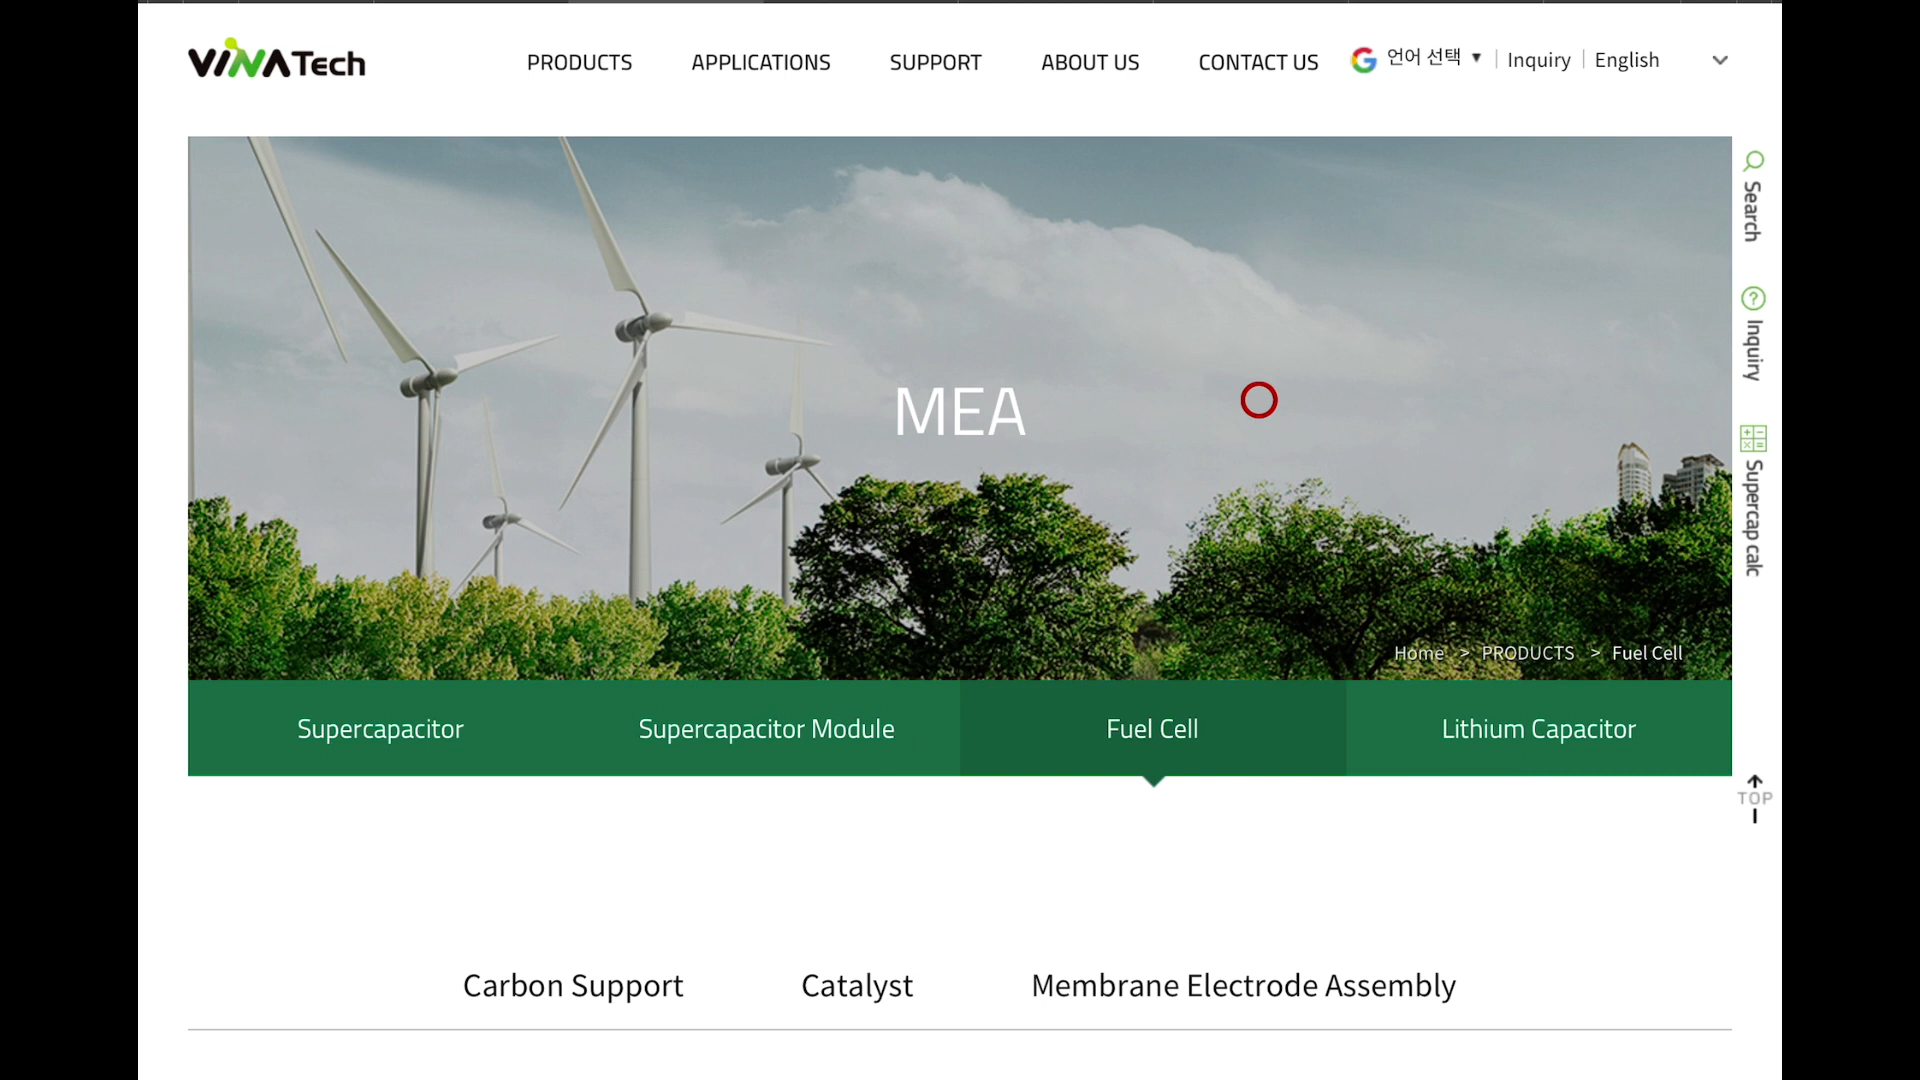 ViNATech
PRODUCTS
APPLICATIONS
SUPPORT
ABOUT US
CONTACT US
언어 선택 ▼
Inquiry
English
Search
Inquiry
Supercap calc
MEA
Home > PRODUCTS > Fuel Cell
Supercapacitor
Supercapacitor Module
Fuel Cell
Lithium Capacitor
TOP
Carbon Support
Catalyst
Membrane Electrode Assembly